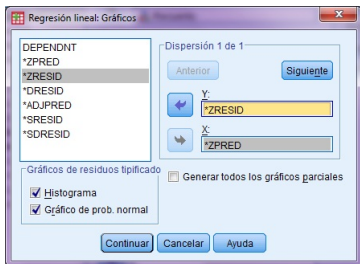 Regresión lineal: Gráficos
DEPENDNT
*ZPRED
*ZRESID
*DRESID
*ADJPRED
*SRESID
*SDRESID
Dispersión 1 de 1
Anterior
Siguiente
Y:
*ZRESID
X:
*ZPRED
Gráficos de residuos tipificado
Histograma
Gráfico de prob. normal
Generar todos los gráficos parciales
Continuar
Cancelar
Ayuda